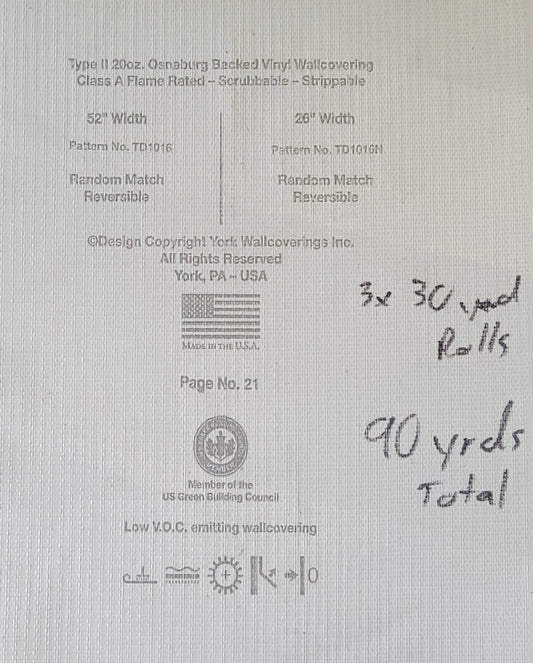 Type II 20oz. Osnaburg Backed Vinyl Wallcovering
Class A Flame Rated – Scrubbable – Strippable
52" Width
Pattern No. TD1016
Random Match
Reversible
26" Width
Pattern No. TD1016N
Random Match
Reversible
©Design Copyright York Wallcoverings Inc.
All Rights Reserved
York, PA – USA
MADE IN THE U.S.A.
3x 30 yard
Rolls
Page No. 21
90 yrds
Total
Member of the
US Green Building Council
Low V.O.C. emitting wallcovering